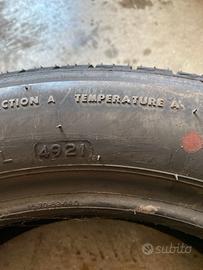 CTION A TEMPERATURE A
L 4921
subito